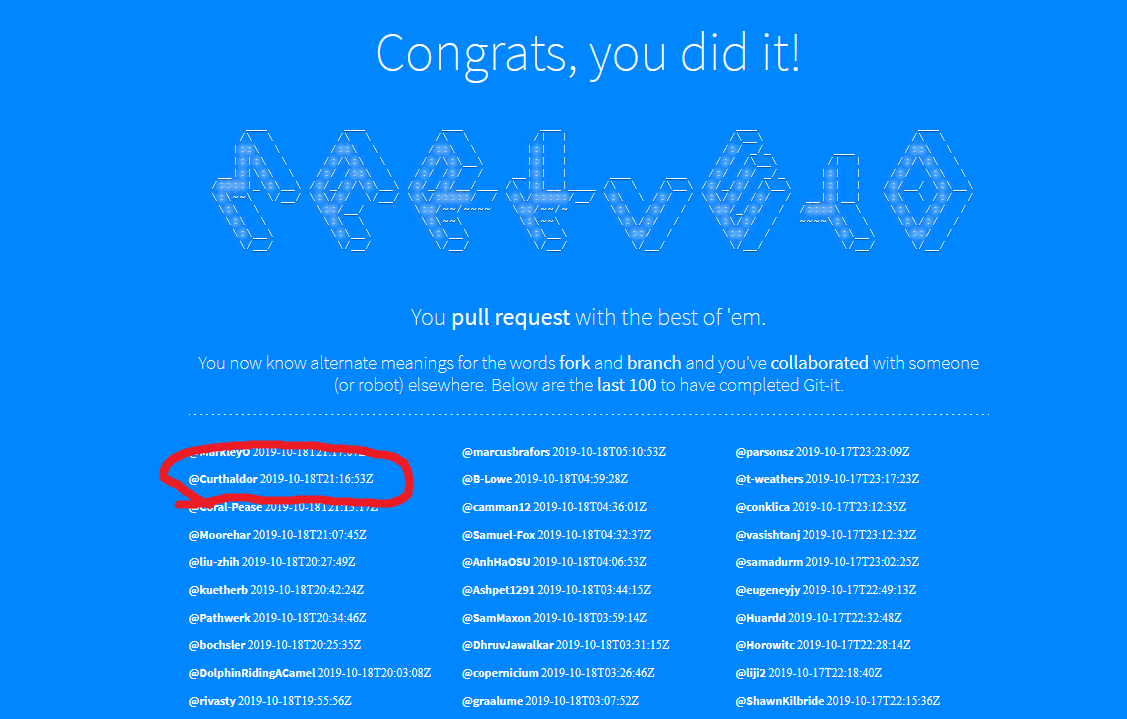 Congrats, you did it!
You pull request with the best of 'em.
You now know alternate meanings for the words fork and branch and you've collaborated with someone
(or robot) elsewhere. Below are the last 100 to have completed Git-it.
@MarkleyO 2019-10-18T21:17:07Z
@Curthaldor 2019-10-18T21:16:53Z
@Coral-Pease 2019-10-18T21:15:17Z
@Moorehar 2019-10-18T21:07:45Z
@liu-zhih 2019-10-18T20:27:49Z
@kuetherb 2019-10-18T20:42:24Z
@Pathwerk 2019-10-18T20:34:46Z
@bochsler 2019-10-18T20:25:35Z
@DolphinRidingACamel 2019-10-18T20:03:08Z
@rivasty 2019-10-18T19:55:56Z
@marcusbrafors 2019-10-18T05:10:53Z
@B-Lowe 2019-10-18T04:59:28Z
@camman12 2019-10-18T04:36:01Z
@Samuel-Fox 2019-10-18T04:32:37Z
@AnhHaOSU 2019-10-18T04:06:53Z
@Ashpet1291 2019-10-18T03:44:15Z
@SamMaxon 2019-10-18T03:59:14Z
@DhruvJawalkar 2019-10-18T03:31:15Z
@copernicium 2019-10-18T03:26:46Z
@graalume 2019-10-18T03:07:52Z
@parsonsz 2019-10-17T23:23:09Z
@t-weathers 2019-10-17T23:17:23Z
@conklica 2019-10-17T23:12:35Z
@vasishtanj 2019-10-17T23:12:32Z
@samadurm 2019-10-17T23:02:25Z
@eugeneyjy 2019-10-17T22:49:13Z
@Huardd 2019-10-17T22:32:48Z
@Horowitc 2019-10-17T22:28:14Z
@liji2 2019-10-17T22:18:40Z
@ShawnKilbride 2019-10-17T22:15:36Z